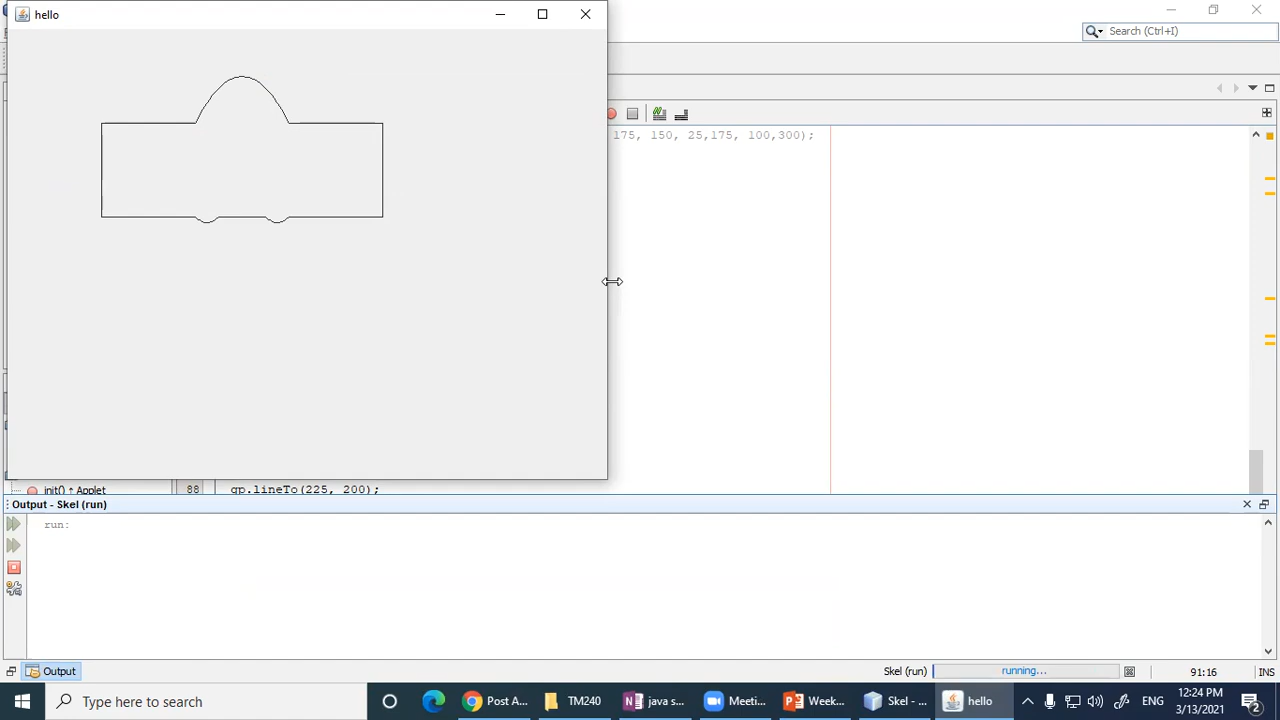 hello
Search (Ctrl+I)
175, 150, 25,175, 100,300);
init() ↑ Applet
88 gp.lineTo(225, 200);
Output - Skel (run)
run:
Output
Skel (run)
running...
91:16
INS
Type here to search
Post A...
TM240
java s...
Meeti...
Week...
Skel - ...
hello
ENG
12:24 PM
3/13/2021
2